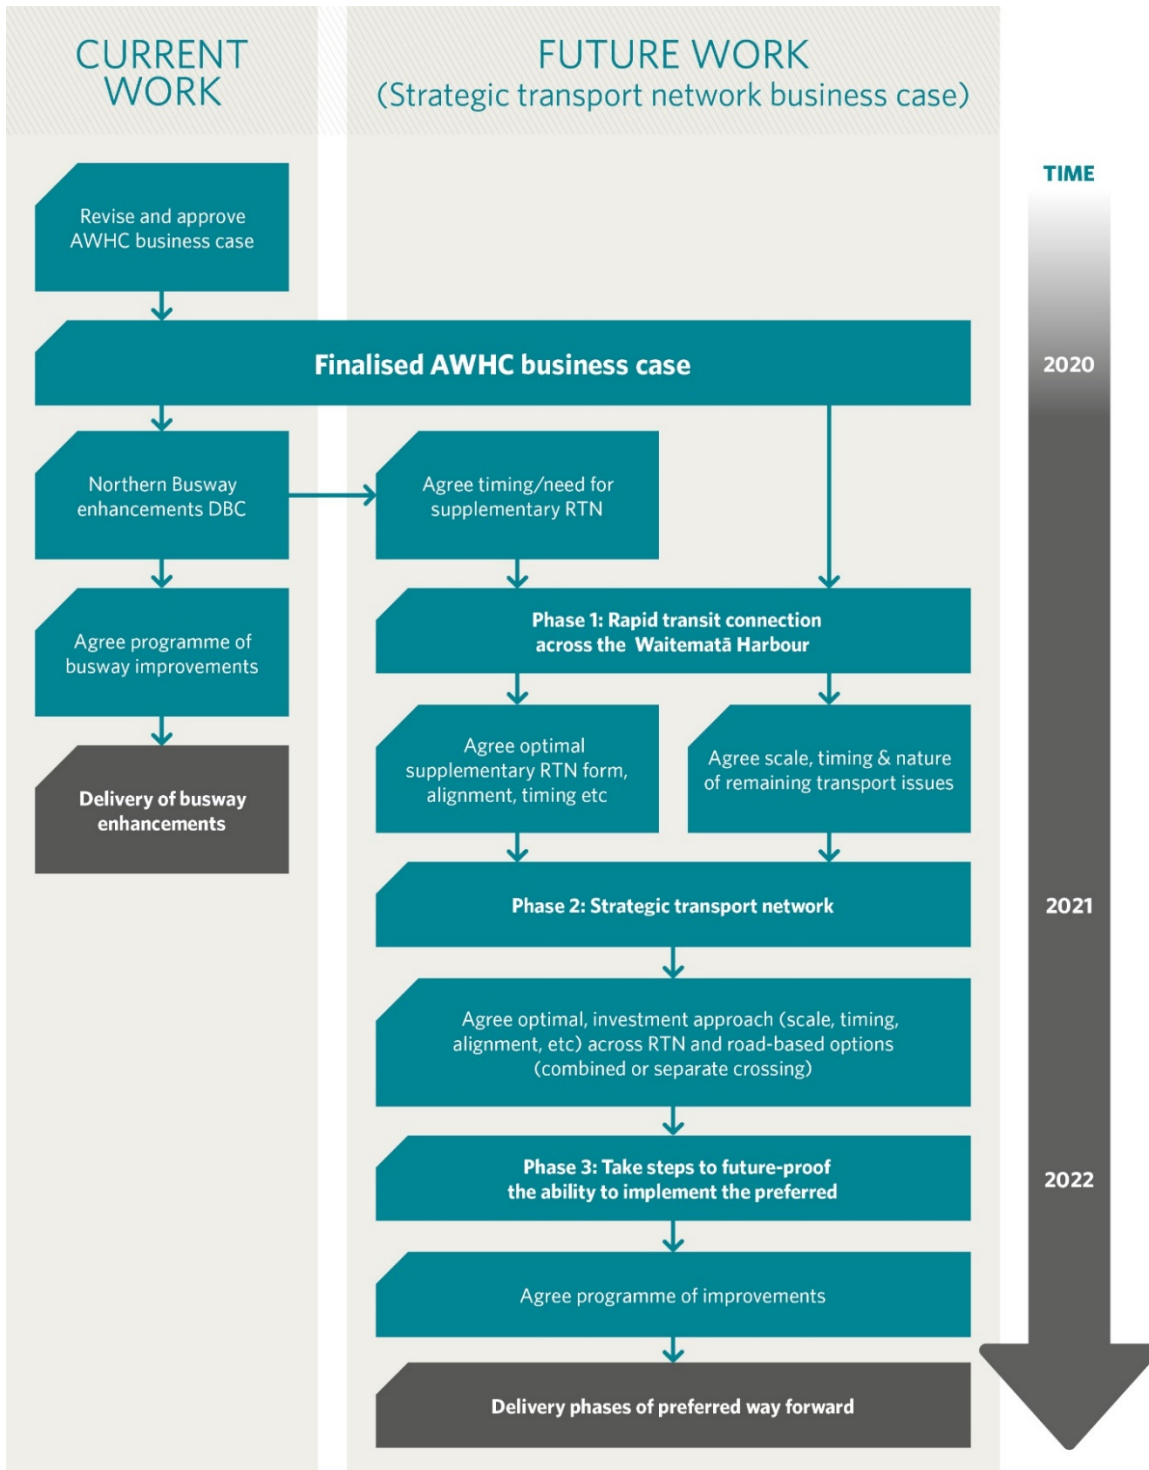 CURRENT
WORK
FUTURE WORK
(Strategic transport network business case)
TIME
Revise and approve
AWHC business case
Finalised AWHC business case
2020
Northern Busway
enhancements DBC
Agree timing/need for
supplementary RTN
Agree programme of
busway improvements
Phase 1: Rapid transit connection
across the Waitematā Harbour
Delivery of busway
enhancements
Agree optimal
supplementary RTN form,
alignment, timing etc
Agree scale, timing & nature
of remaining transport issues
Phase 2: Strategic transport network
2021
Agree optimal, investment approach (scale, timing,
alignment, etc) across RTN and road-based options
(combined or separate crossing)
Phase 3: Take steps to future-proof
the ability to implement the preferred
2022
Agree programme of improvements
Delivery phases of preferred way forward